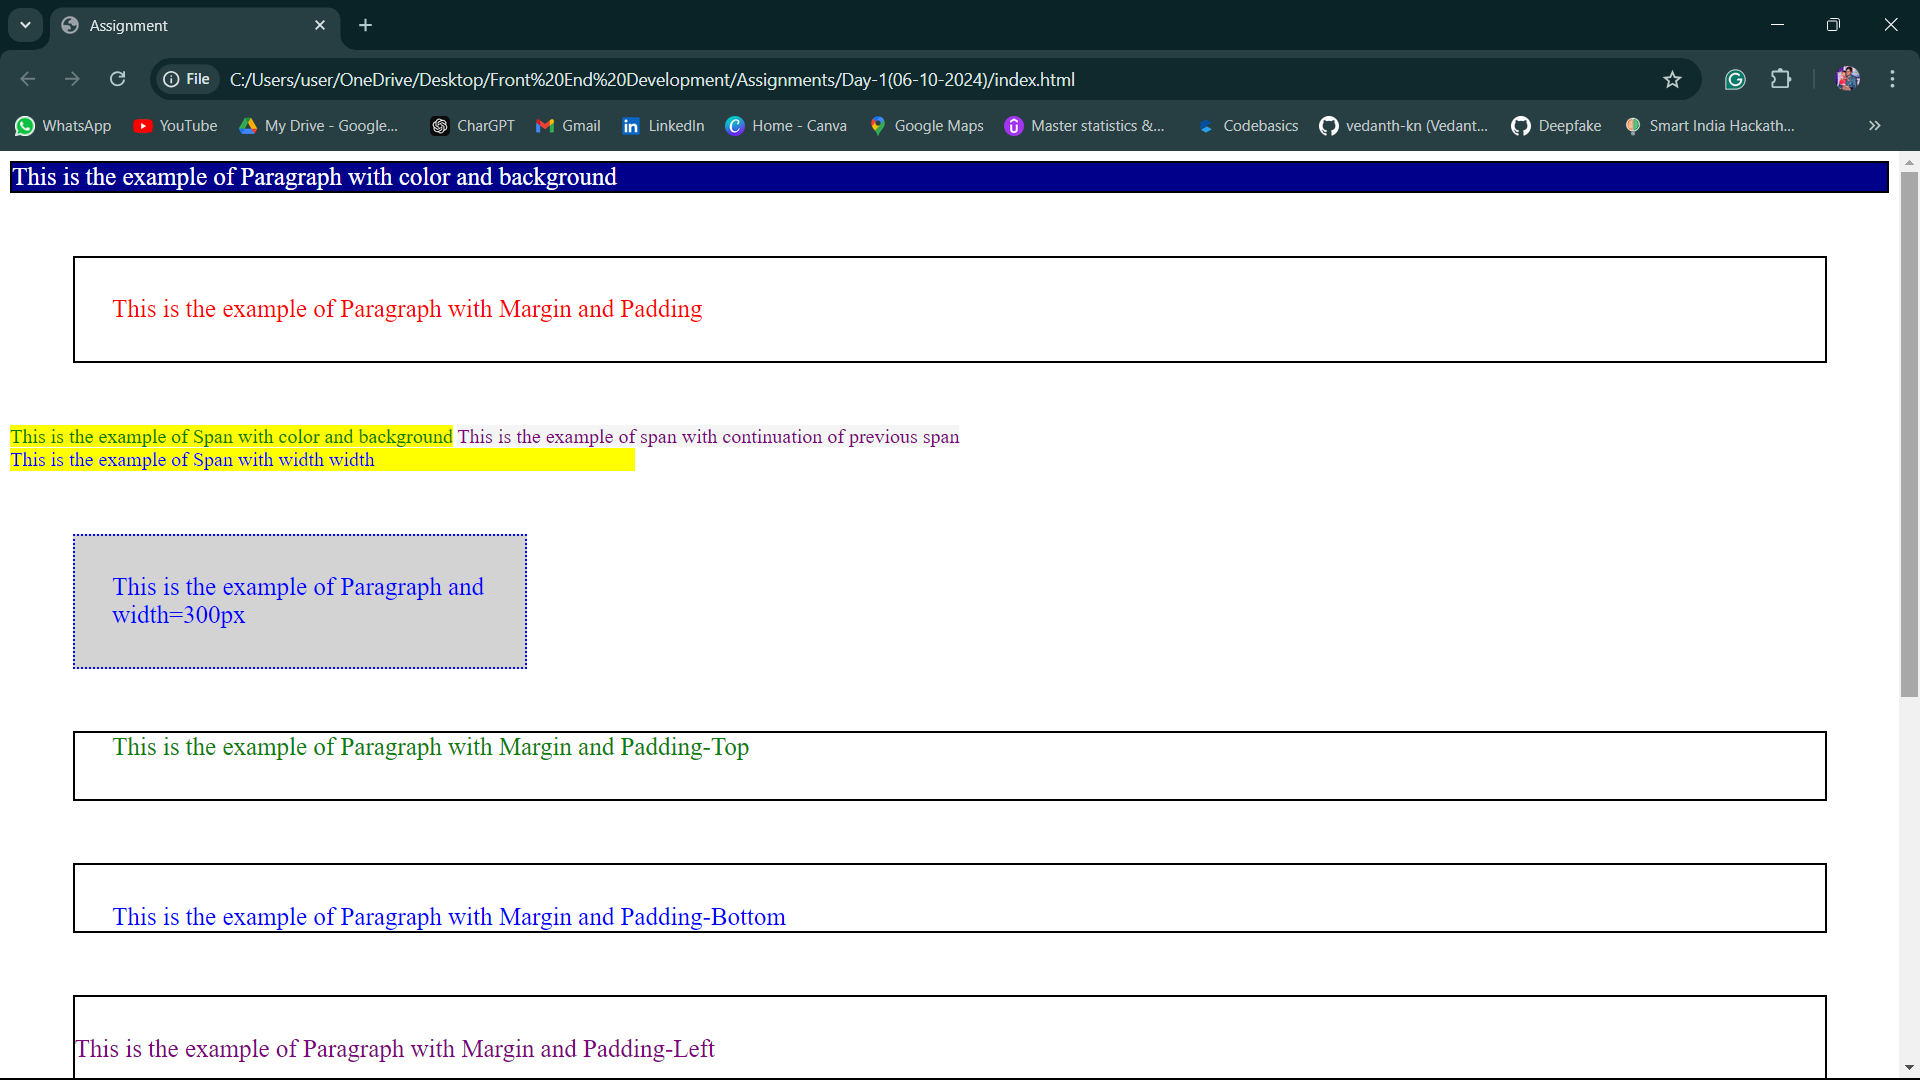 Assignment
File C:/Users/user/OneDrive/Desktop/Front%20End%20Development/Assignments/Day-1(06-10-2024)/index.html
WhatsApp YouTube My Drive - Google... CharGPT Gmail LinkedIn Home - Canva Google Maps Master statistics &... Codebasics vedanth-kn (Vedant... Deepfake Smart India Hackath...
This is the example of Paragraph with color and background
This is the example of Paragraph with Margin and Padding
This is the example of Span with color and background This is the example of span with continuation of previous span
This is the example of Span with width width
This is the example of Paragraph and
width=300px
This is the example of Paragraph with Margin and Padding-Top
This is the example of Paragraph with Margin and Padding-Bottom
This is the example of Paragraph with Margin and Padding-Left